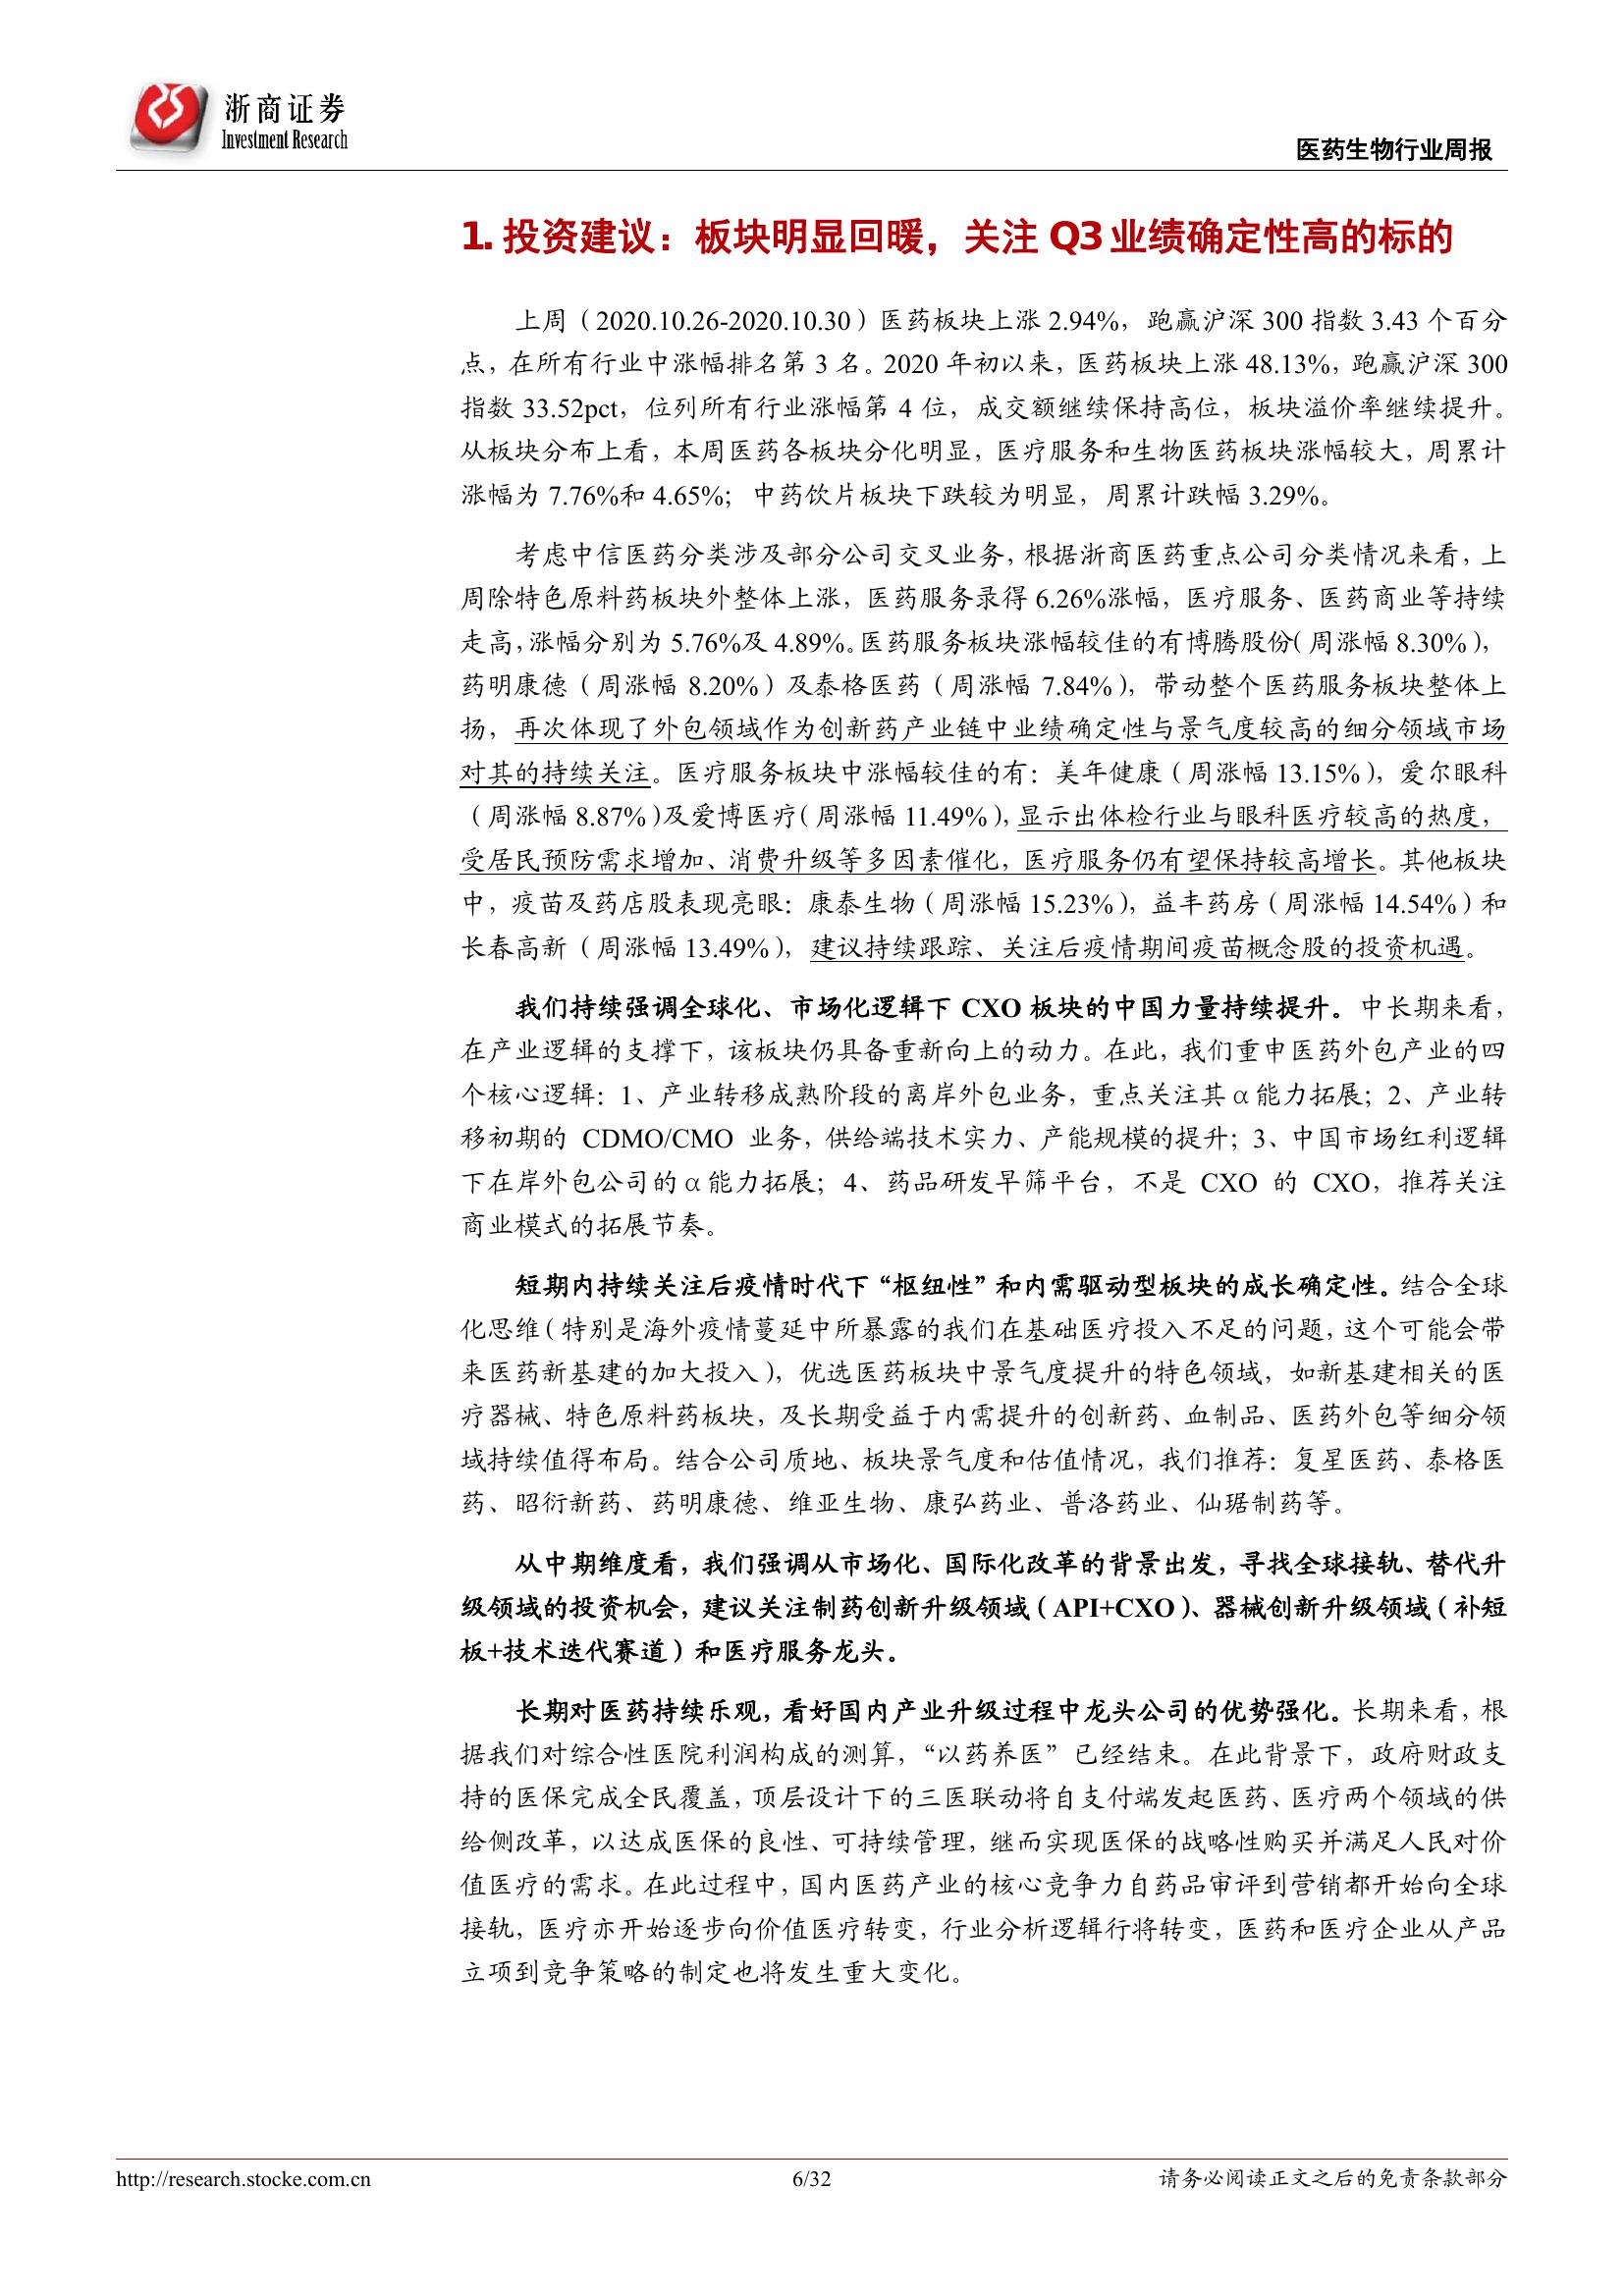 浙商证券
Investment Research
医药生物行业周报
1. 投资建议：板块明显回暖，关注 Q3 业绩确定性高的标的
上周（2020.10.26-2020.10.30）医药板块上涨 2.94%，跑赢沪深 300 指数 3.43 个百分
点，在所有行业中涨幅排名第 3 名。2020 年初以来，医药板块上涨 48.13%，跑赢沪深 300
指数 33.52pct，位列所有行业涨幅第 4 位，成交额继续保持高位，板块溢价率继续提升。
从板块分布上看，本周医药各板块分化明显，医疗服务和生物医药板块涨幅较大，周累计
涨幅为 7.76%和 4.65%；中药饮片板块下跌较为明显，周累计跌幅 3.29%。
考虑中信医药分类涉及部分公司交叉业务，根据浙商医药重点公司分类情况来看，上
周除特色原料药板块外整体上涨，医药服务录得 6.26%涨幅，医疗服务、医药商业等持续
走高，涨幅分别为 5.76%及 4.89%。医药服务板块涨幅较佳的有博腾股份（周涨幅 8.30%），
药明康德（周涨幅 8.20%）及泰格医药（周涨幅 7.84%），带动整个医药服务板块整体上
扬，再次体现了外包领域作为创新药产业链中业绩确定性与景气度较高的细分领域市场
对其的持续关注。医疗服务板块中涨幅较佳的有：美年健康（周涨幅 13.15%），爱尔眼科
（周涨幅 8.87%）及爱博医疗（周涨幅 11.49%），显示出体检行业与眼科医疗较高的热度，
受居民预防需求增加、消费升级等多因素催化，医疗服务仍有望保持较高增长。其他板块
中，疫苗及药店股表现亮眼：康泰生物（周涨幅 15.23%），益丰药房（周涨幅 14.54%）和
长春高新（周涨幅 13.49%），建议持续跟踪、关注后疫情期间疫苗概念股的投资机遇。
我们持续强调全球化、市场化逻辑下 CXO 板块的中国力量持续提升。中长期来看，
在产业逻辑的支撑下，该板块仍具备重新向上的动力。在此，我们重申医药外包产业的四
个核心逻辑：1、产业转移成熟阶段的离岸外包业务，重点关注其α能力拓展；2、产业转
移初期的 CDMO/CMO 业务，供给端技术实力、产能规模的提升；3、中国市场红利逻辑
下在岸外包公司的α能力拓展；4、药品研发早筛平台，不是 CXO 的 CXO，推荐关注
商业模式的拓展节奏。
短期内持续关注后疫情时代下“枢纽性”和内需驱动型板块的成长确定性。结合全球
化思维（特别是海外疫情蔓延中所暴露的我们在基础医疗投入不足的问题，这个可能会带
来医药新基建的加大投入），优选医药板块中景气度提升的特色领域，如新基建相关的医
疗器械、特色原料药板块，及长期受益于内需提升的创新药、血制品、医药外包等细分领
域持续值得布局。结合公司质地、板块景气度和估值情况，我们推荐：复星医药、泰格医
药、昭衍新药、药明康德、维亚生物、康弘药业、普洛药业、仙琚制药等。
从中期维度看，我们强调从市场化、国际化改革的背景出发，寻找全球接轨、替代升
级领域的投资机会，建议关注制药创新升级领域（API+CXO）、器械创新升级领域（补短
板+技术迭代赛道）和医疗服务龙头。
长期对医药持续乐观，看好国内产业升级过程中龙头公司的优势强化。长期来看，根
据我们对综合性医院利润构成的测算，“以药养医”已经结束。在此背景下，政府财政支
持的医保完成全民覆盖，顶层设计下的三医联动将自支付端发起医药、医疗两个领域的供
给侧改革，以达成医保的良性、可持续管理，继而实现医保的战略性购买并满足人民对价
值医疗的需求。在此过程中，国内医药产业的核心竞争力自药品审评到营销都开始向全球
接轨，医疗亦开始逐步向价值医疗转变，行业分析逻辑行将转变，医药和医疗企业从产品
立项到竞争策略的制定也将发生重大变化。
http://research.stocke.com.cn
6/32
请务必阅读正文之后的免责条款部分